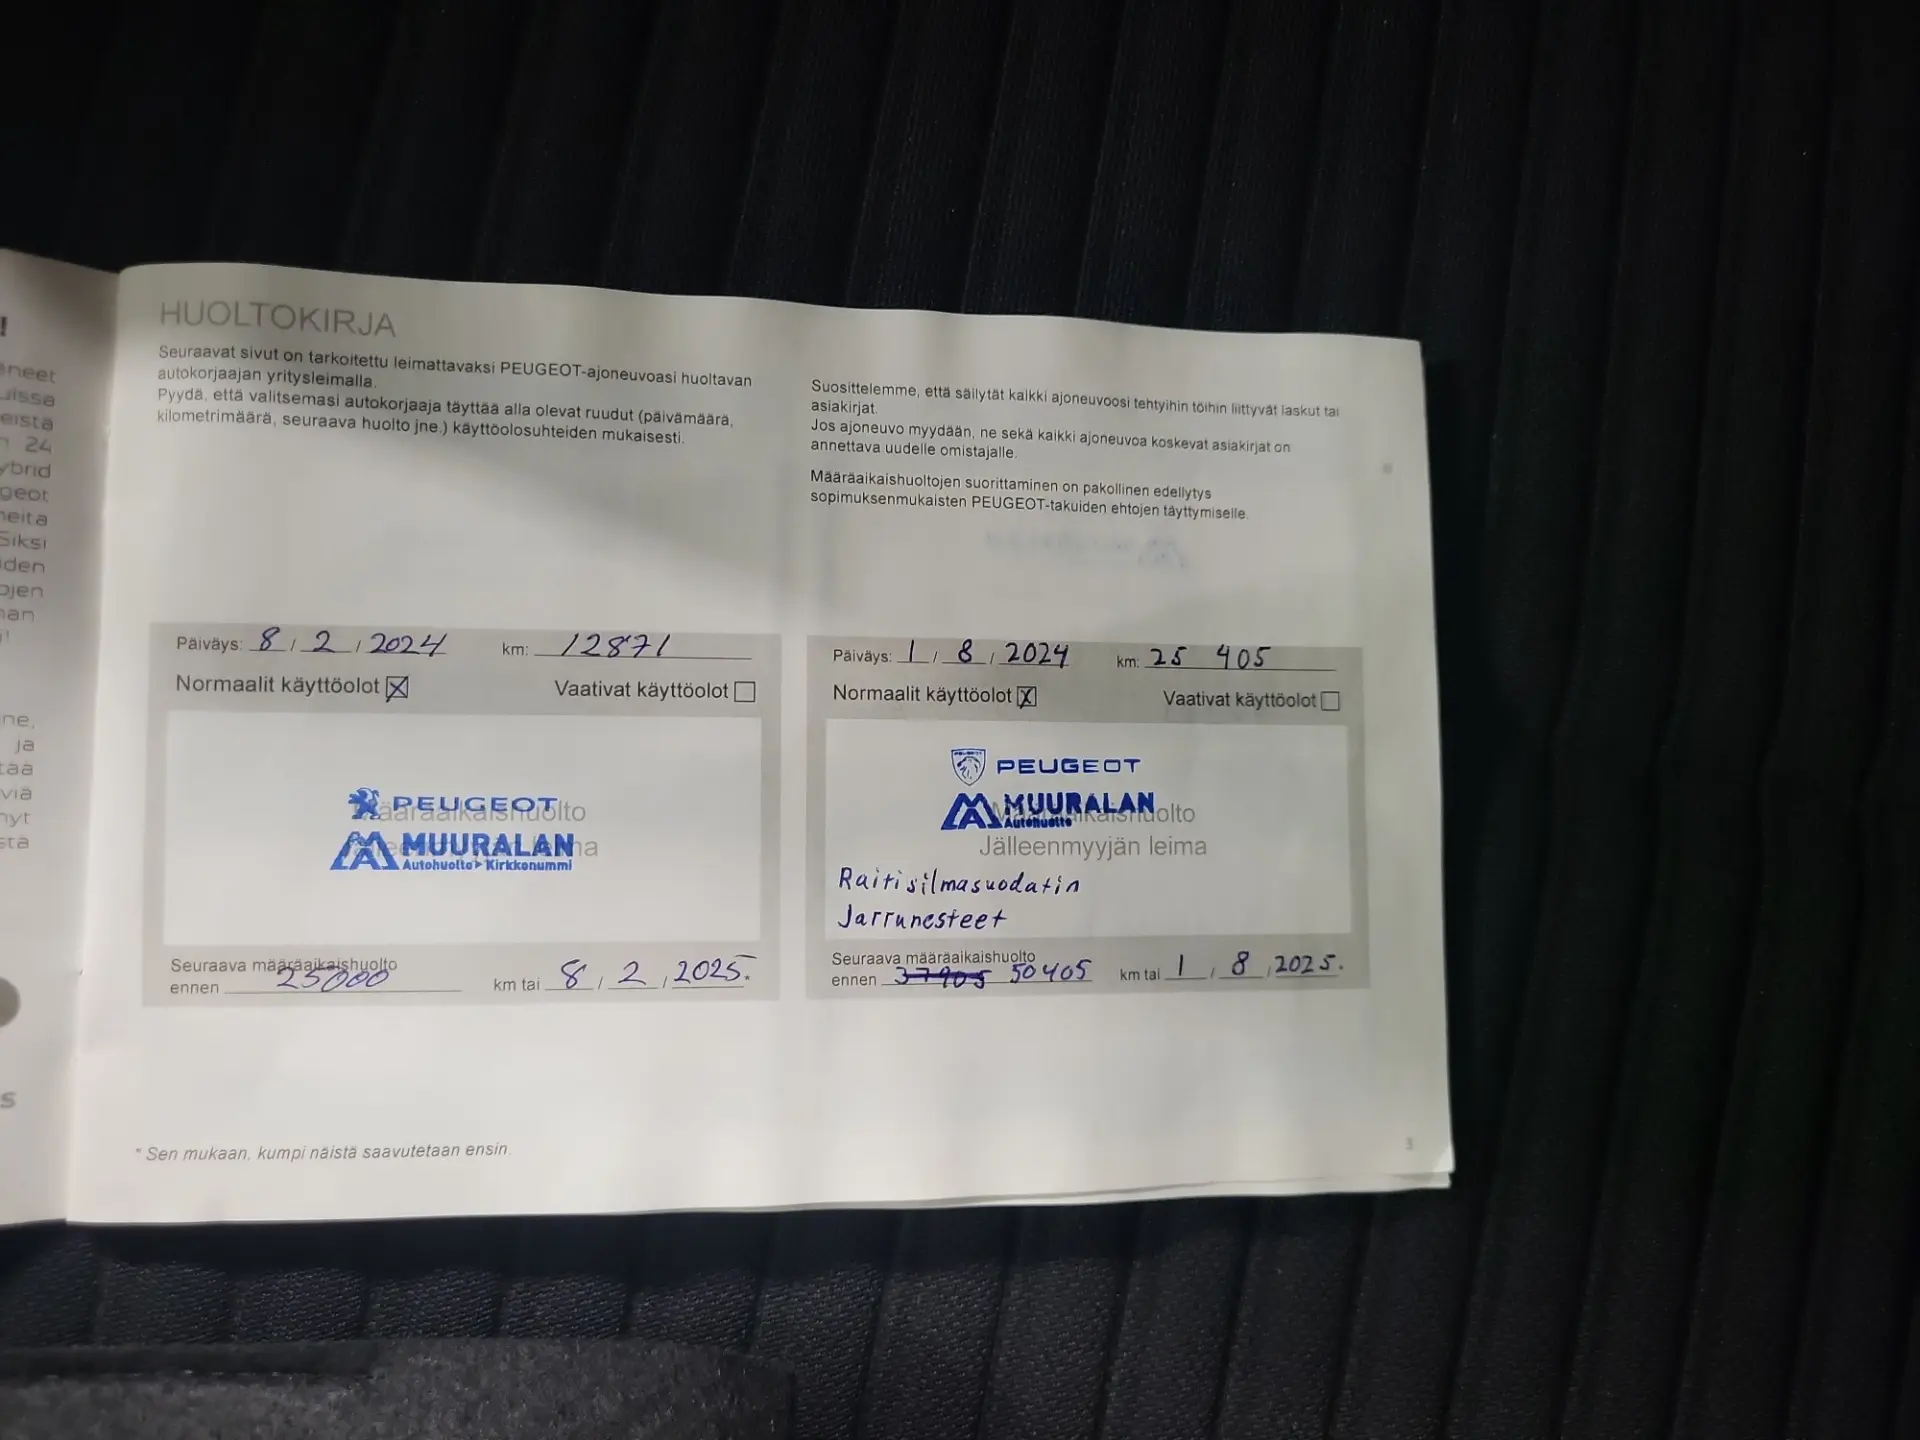 !
HUOLTOKIRJA
Seuraavat sivut on tarkoitettu leimattavaksi PEUGEOT-ajoneuvoasi huoltavan
autokorjaajan yritysleimalla.
Pyydä, että valitsemasi autokorjaaja täyttää alla olevat ruudut (päivämäärä,
kilometrimäärä, seuraava huolto jne.) käyttöolosuhteiden mukaisesti.
Suosittelemme, että säilytät kaikki ajoneuvoosi tehtyihin töihin liittyvät laskut tai
asiakirjat.
Jos ajoneuvo myydään, ne sekä kaikki ajoneuvoa koskevat asiakirjat on
annettava uudelle omistajalle.
Määräaikaishuoltojen suorittaminen on pakollinen edellytys
sopimuksenmukaisten PEUGEOT-takuiden ehtojen täyttymiselle.
Päiväys: 8 / 2 / 2024 km: 12871
Normaalit käyttöolot Vaativat käyttöolot
PEUGEOT
Määräaikaishuolto
MUURALAN
Autohuolto Kirkkonummi
Seuraava määräaikaishuolto
ennen 25000 km tai 8 / 2 / 2025.
Päiväys: 1 / 8 / 2024 km: 25 405
Normaalit käyttöolot Vaativat käyttöolot
PEUGEOT
MUURALAN
Autohuolto
Määräaikaishuolto
Jälleenmyyjän leima
Raitisilmasuodatin
Jarrunesteet
Seuraava määräaikaishuolto
ennen 37905 50405 km tai 1 / 8 / 2025.
* Sen mukaan, kumpi näistä saavutetaan ensin.
3